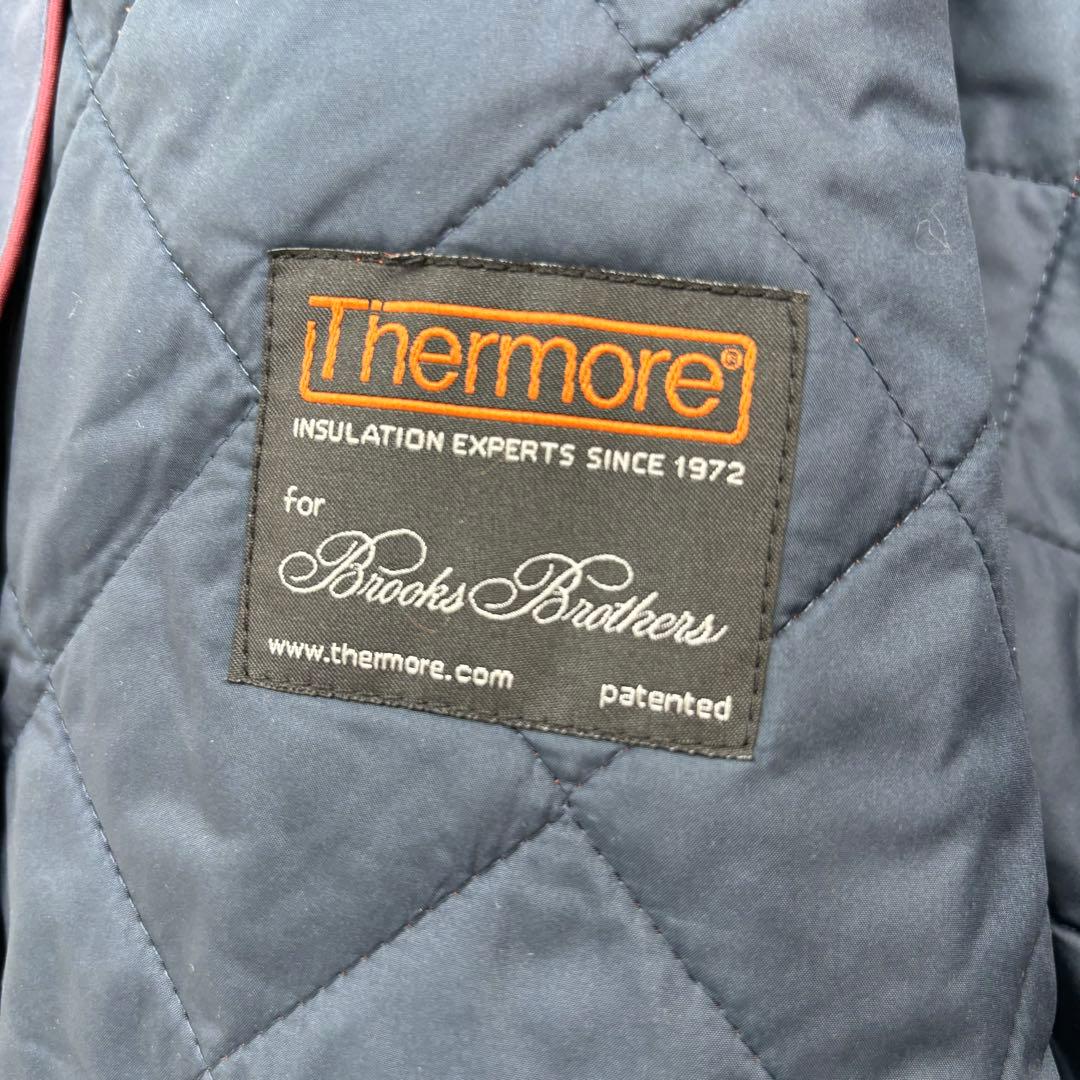 Thermore®
INSULATION EXPERTS SINCE 1972
for
Brooks Brothers
www.thermore.com
patented